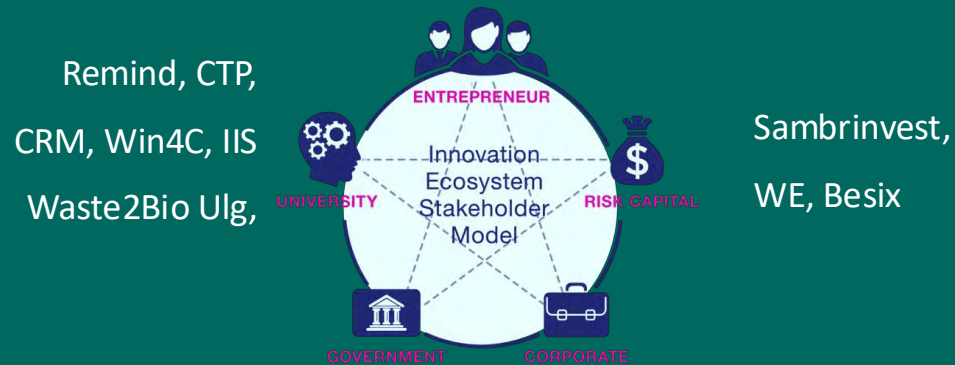 Remind, CTP,
CRM, Win4C, IIS
Waste2Bio Ulg,
ENTREPRENEUR
UNIVERSITY
Innovation
Ecosystem
Stakeholder
Model
RISK CAPITAL
$
GOVERNMENT
CORPORATE
Sambrinvest,
WE, Besix